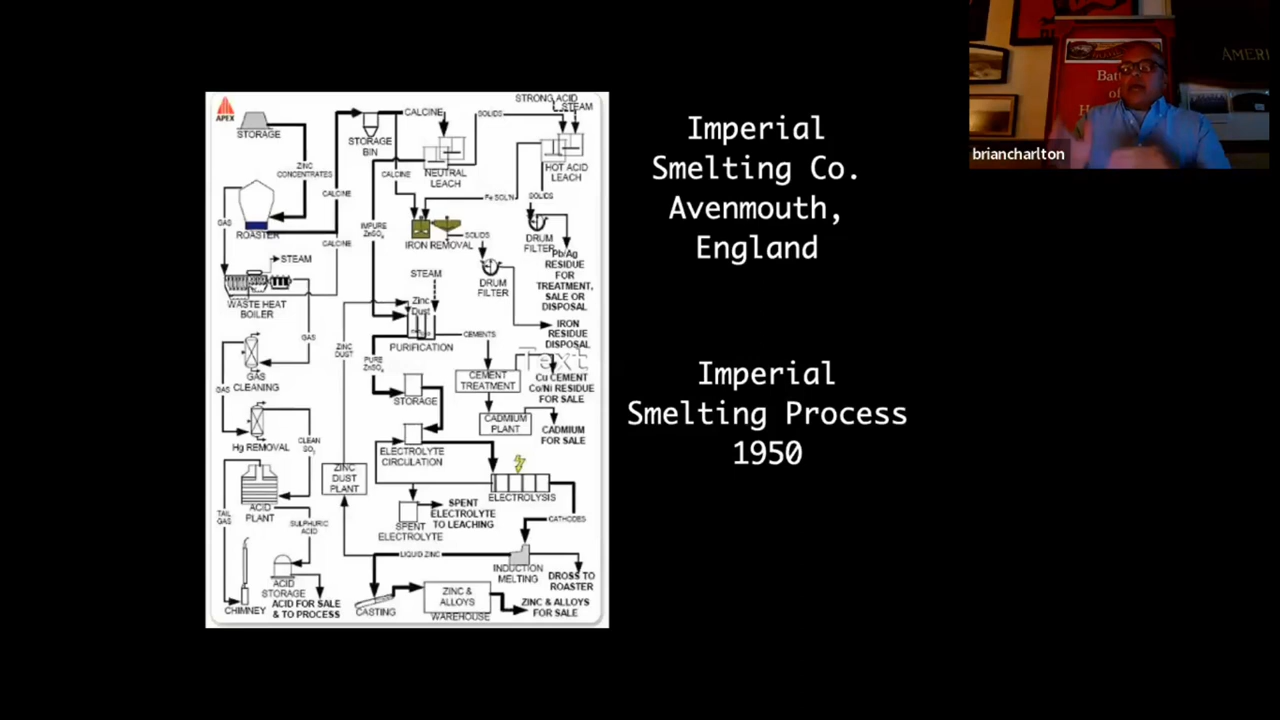 APEX
STORAGE
ZINC
CONCENTRATES
GAS
ROASTER
CALCINE
CALCINE
STEAM
WASTE HEAT
BOILER
GAS
GAS
CLEANING
GAS
Hg REMOVAL
CLEAN
SO₂
ACID
PLANT
TAIL
GAS
SULPHURIC
ACID
CHIMNEY
ACID
STORAGE
ACID FOR SALE
& TO PROCESS
STORAGE
BIN
CALCINE
CALCINE
NEUTRAL
LEACH
SOLIDS
STRONG ACID
STEAM
HOT ACID
LEACH
Fe SOL'N
SOLIDS
IMPURE
ZnSO₄
IRON REMOVAL
SOLIDS
DRUM
FILTER
DRUM
FILTER
Pb/Ag
RESIDUE
FOR
TREATMENT,
SALE OR
DISPOSAL
IRON
RESIDUE
DISPOSAL
STEAM
Zinc
Dust
PURIFICATION
CEMENTS
ZINC
DUST
PURE
ZnSO₄
Text
CEMENT
TREATMENT
Cu CEMENT
Co/Ni RESIDUE
FOR SALE
STORAGE
CADMIUM
PLANT
CADMIUM
FOR SALE
ELECTROLYTE
CIRCULATION
ZINC
DUST
PLANT
ELECTROLYSIS
SPENT
ELECTROLYTE
TO LEACHING
SPENT
ELECTROLYTE
CATHODES
LIQUID ZINC
INDUCTION
MELTING
DROSS TO
ROASTER
CASTING
ZINC &
ALLOYS
WAREHOUSE
ZINC & ALLOYS
FOR SALE
Imperial
Smelting Co.
Avenmouth,
England
Imperial
Smelting Process
1950
briancharlton